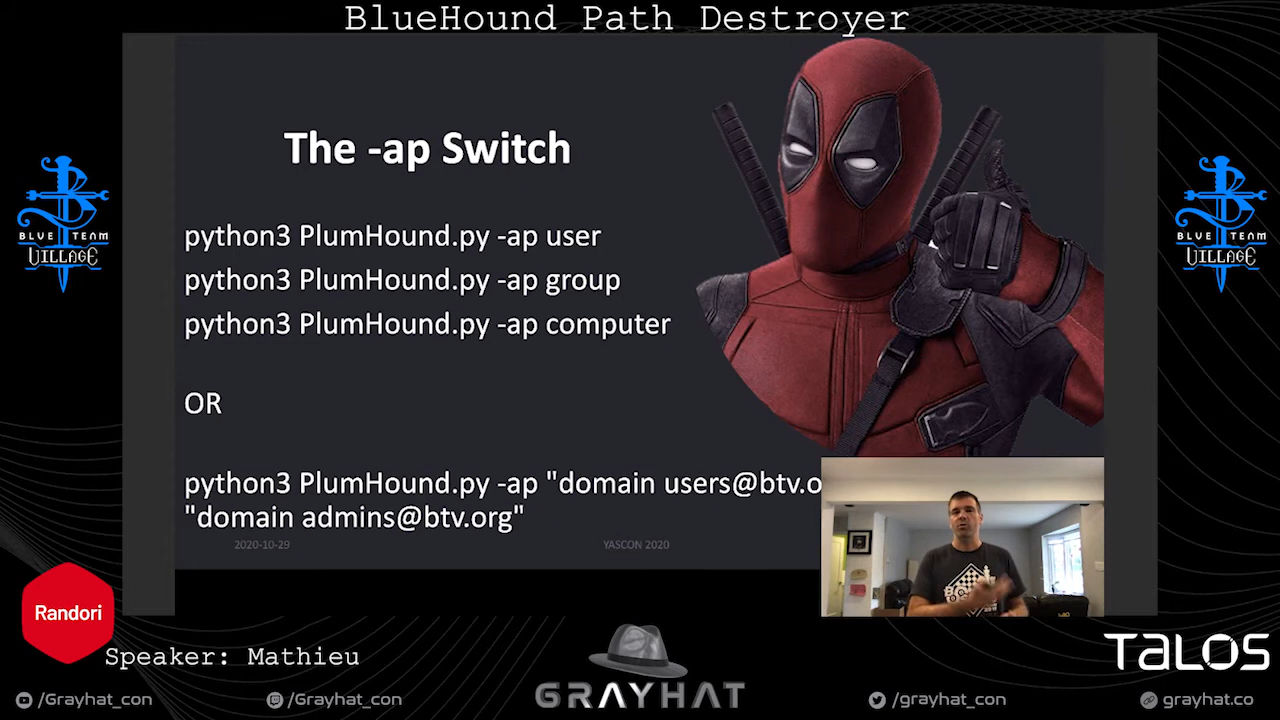 BlueHound Path Destroyer
The -ap Switch
python3 PlumHound.py -ap user
python3 PlumHound.py -ap group
python3 PlumHound.py -ap computer
OR
python3 PlumHound.py -ap "domain users@btv.o
"domain admins@btv.org"
2020-10-29
YASCON 2020
BLUE TEAM
VILLAGE
BLUE TEAM
VILLAGE
Randori
Speaker: Mathieu
GRAYHAT
TALOS
/Grayhat_con
/Grayhat_con
/grayhat_con
grayhat.co